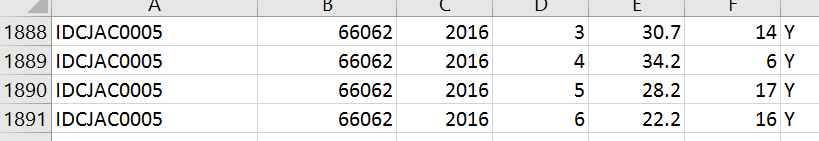 A B C D E F
1888 IDCJAC0005 66062 2016 3 30.7 14 Y
1889 IDCJAC0005 66062 2016 4 34.2 6 Y
1890 IDCJAC0005 66062 2016 5 28.2 17 Y
1891 IDCJAC0005 66062 2016 6 22.2 16 Y